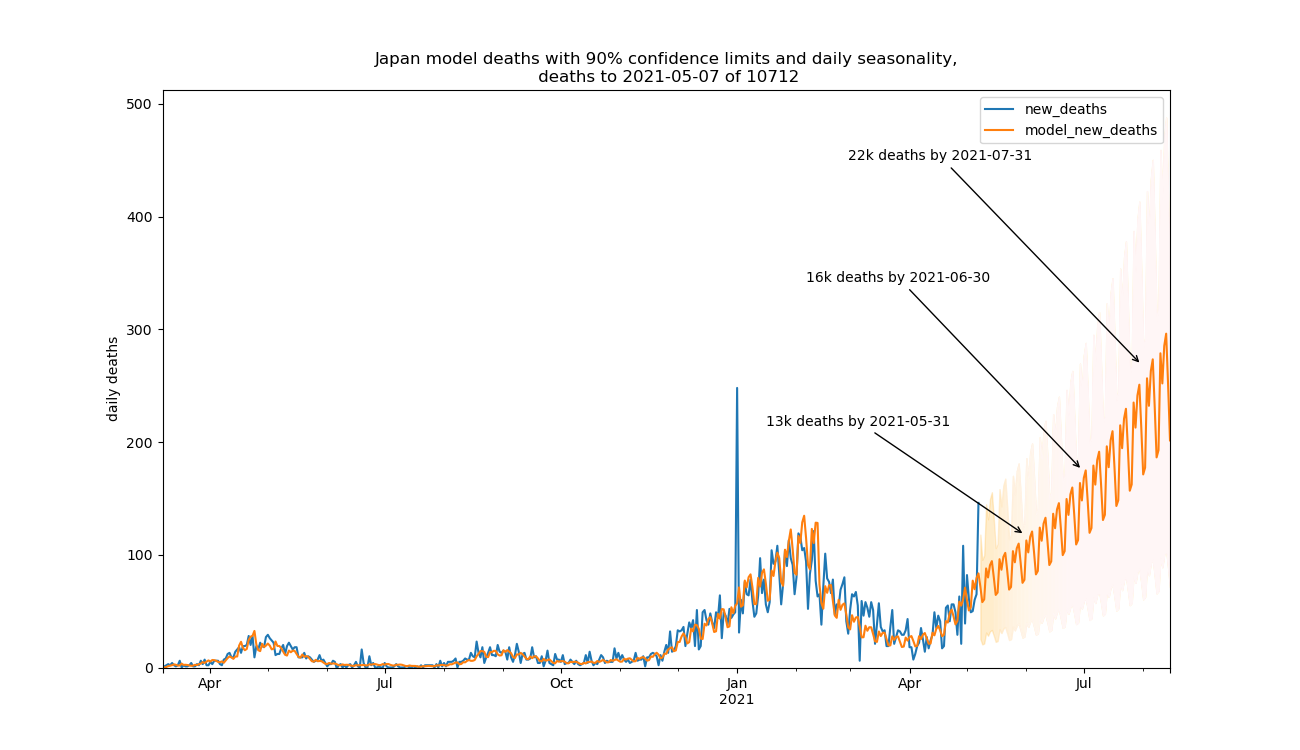 Japan model deaths with 90% confidence limits and daily seasonality,
deaths to 2021-05-07 of 10712
500
400
300
200
100
0
daily deaths
new_deaths
model_new_deaths
22k deaths by 2021-07-31
16k deaths by 2021-06-30
13k deaths by 2021-05-31
Apr
Jul
Oct
Jan
2021
Apr
Jul